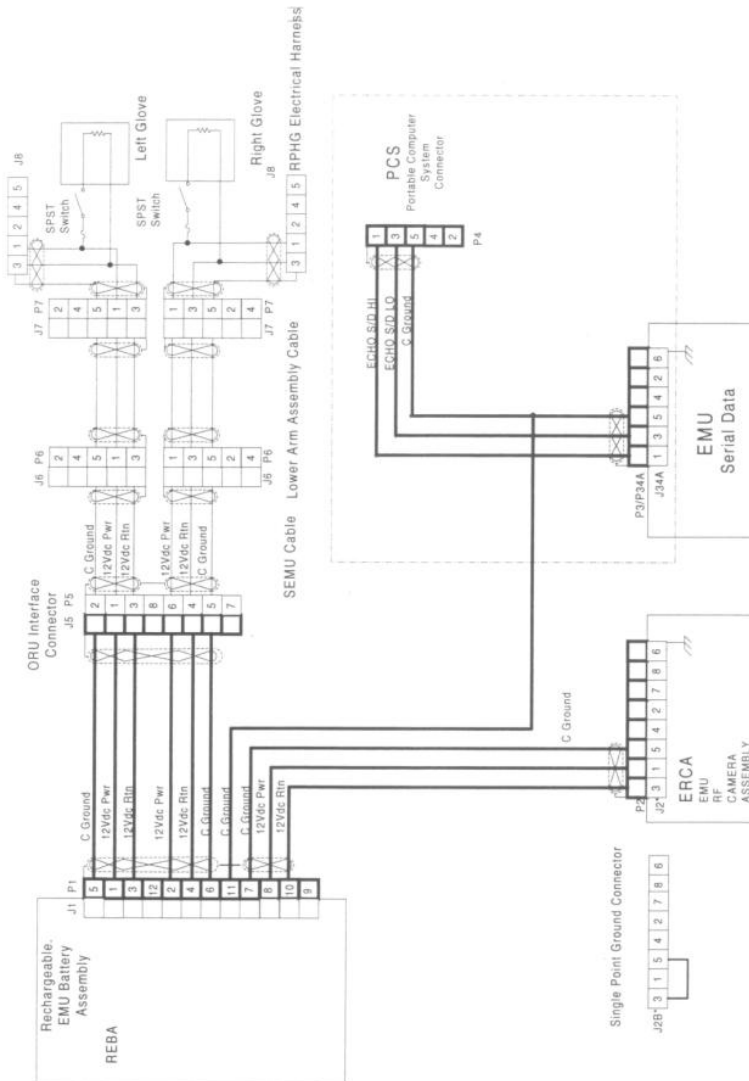 Rechargeable.
EMU Battery
Assembly
REBA
J1
P1
5
1
3
12
2
4
6
11
7
8
10
9
C Ground
12Vdc Pwr
12Vdc Rtn
12Vdc Pwr
12Vdc Rtn
C Ground
C Ground
C Ground
12Vdc Pwr
12Vdc Rtn
ORU Interface
Connector
J5
P5
2
1
3
8
6
4
5
7
C Ground
12Vdc Pwr
12Vdc Rtn
12Vdc Pwr
12Vdc Rtn
C Ground
SEMU Cable
J6
P6
2
4
5
1
3
1
3
5
2
4
J6
P6
Lower Arm Assembly Cable
J7
P7
2
4
5
1
3
1
3
5
2
4
J7
P7
J8
3 1 2 4 5
SPST
Switch
Left Glove
SPST
Switch
Right Glove
J8
3 1 2 4 5
RPHG Electrical Harness
Single Point Ground Connector
J2B*
3 1 5 4 2 7 8 6
P2
J2*
3 1 5 4 2 7 8 6
C Ground
ERCA
EMU
RF
CAMERA
ASSEMBLY
PCS
Portable Computer
System
Connector
1
3
5
4
2
P4
ECHO S/D HI
ECHO S/D LO
C Ground
P3/P34A
J34A
1 3 5 4 2 6
EMU
Serial Data